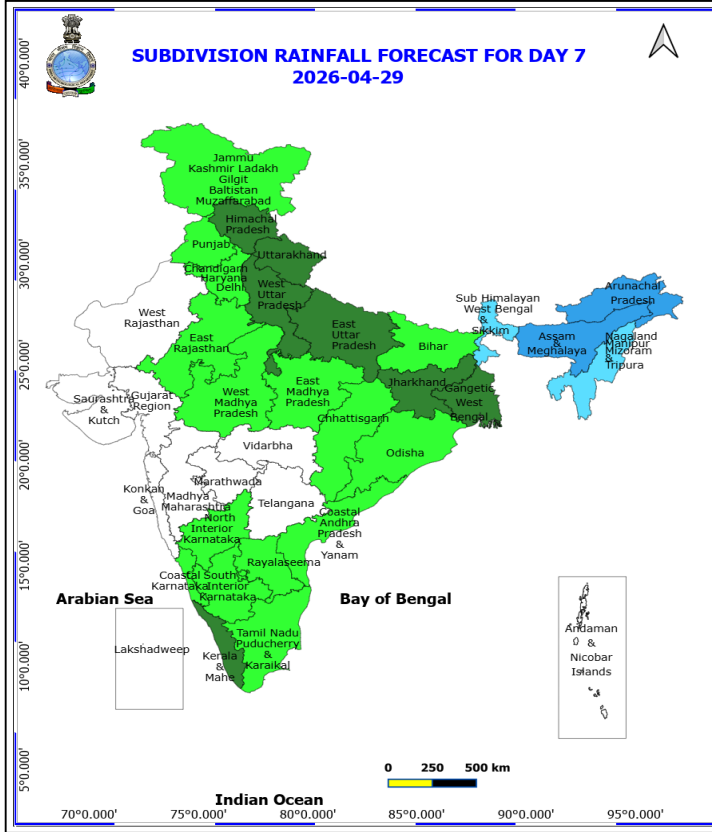 SUBDIVISION RAINFALL FORECAST FOR DAY 7
2026-04-29
40°0.000'
35°0.000'
30°0.000'
25°0.000'
20°0.000'
15°0.000'
10°0.000'
5°0.000'
Jammu
Kashmir Ladakh
Gilgit
Baltistan
Muzaffarabad
Himachal
Pradesh
Punjab
Uttarakhand
Chandigarh
Haryana
Delhi
West
Uttar
Pradesh
West
Rajasthan
East
Rajasthan
East
Uttar
Pradesh
Bihar
Sub Himalayan
West Bengal
&
Sikkim
Arunachal
Pradesh
Assam
&
Meghalaya
Nagaland
Manipur
Mizoram
&
Tripura
Saurashtra
&
Kutch
Gujarat
Region
West
Madhya
Pradesh
East
Madhya
Pradesh
Jharkhand
Gangetic
West
Bengal
Chhattisgarh
Odisha
Vidarbha
Konkan
&
Goa
Madhya
Maharashtra
Marathwada
Telangana
North
Interior
Karnataka
Coastal
Andhra
Pradesh
&
Yanam
Rayalaseema
Coastal
Karnataka
South
Interior
Karnataka
Arabian Sea
Bay of Bengal
Lakshadweep
Kerala
&
Mahe
Tamil Nadu
Puducherry
&
Karaikal
Andaman
&
Nicobar
Islands
0 250 500 km
Indian Ocean
70°0.000' 75°0.000' 80°0.000' 85°0.000' 90°0.000' 95°0.000'